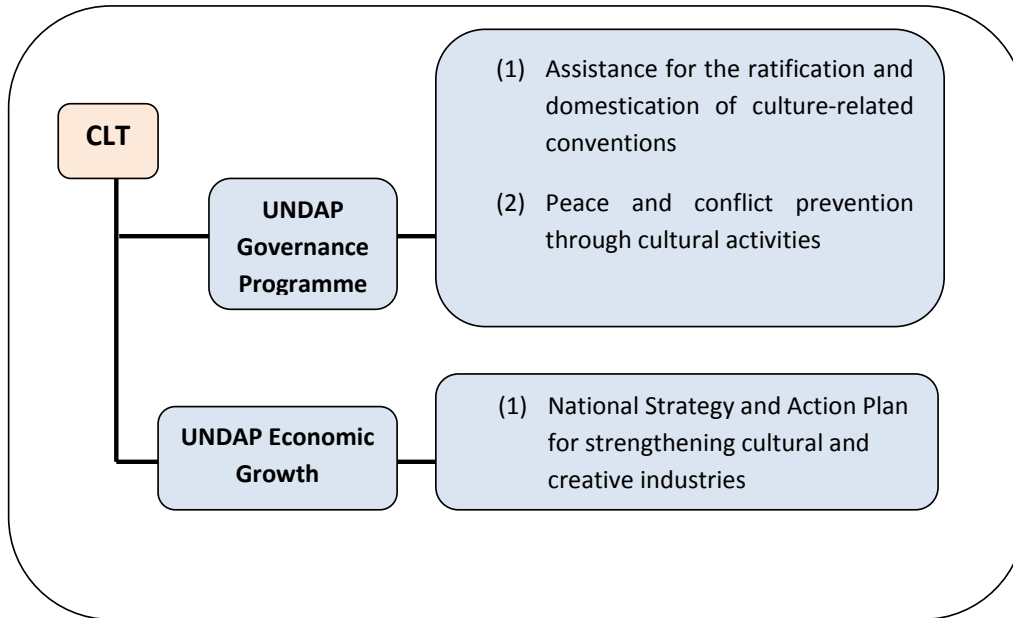 CLT
UNDAP
Governance
Programme
(1) Assistance for the ratification and
domestication of culture-related
conventions
(2) Peace and conflict prevention
through cultural activities
UNDAP Economic
Growth
(1) National Strategy and Action Plan
for strengthening cultural and
creative industries